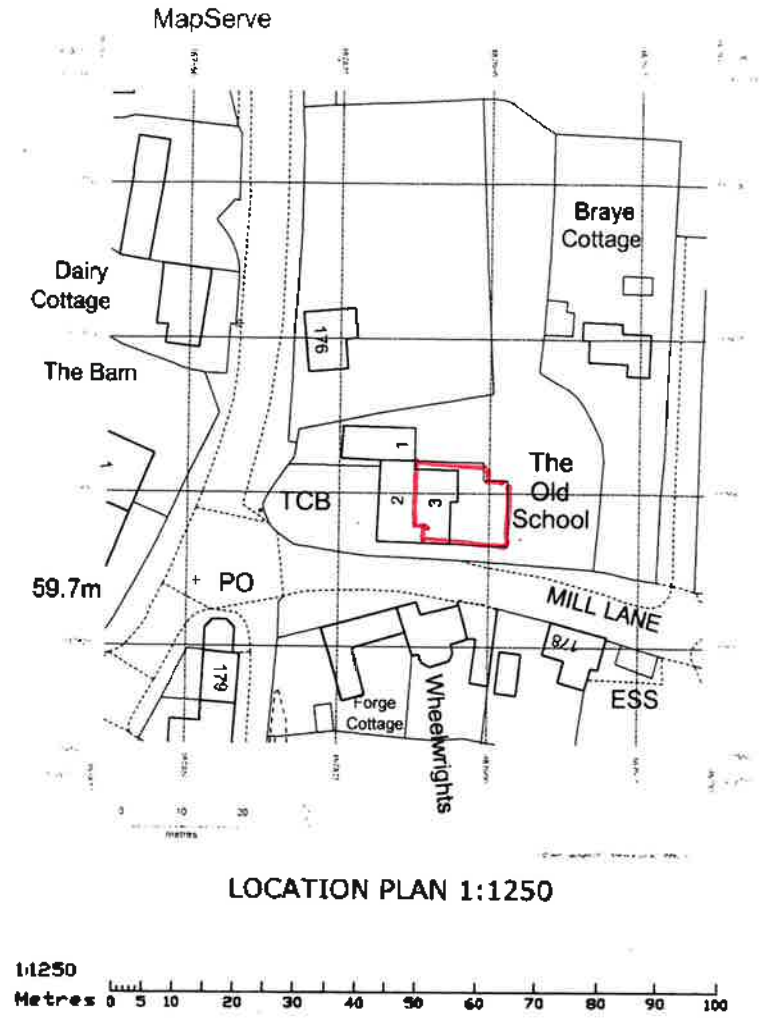 MapServe
Braye
Cottage
Dairy
Cottage
176
The Barn
1
1
2
3
The
Old
School
TCB
59.7m
PO
MILL LANE
178
179
Forge
Cottage
Wheelwrights
ESS
0 10 20
metres
LOCATION PLAN 1:1250
1:1250
Metres 0 5 10 20 30 40 50 60 70 80 90 100